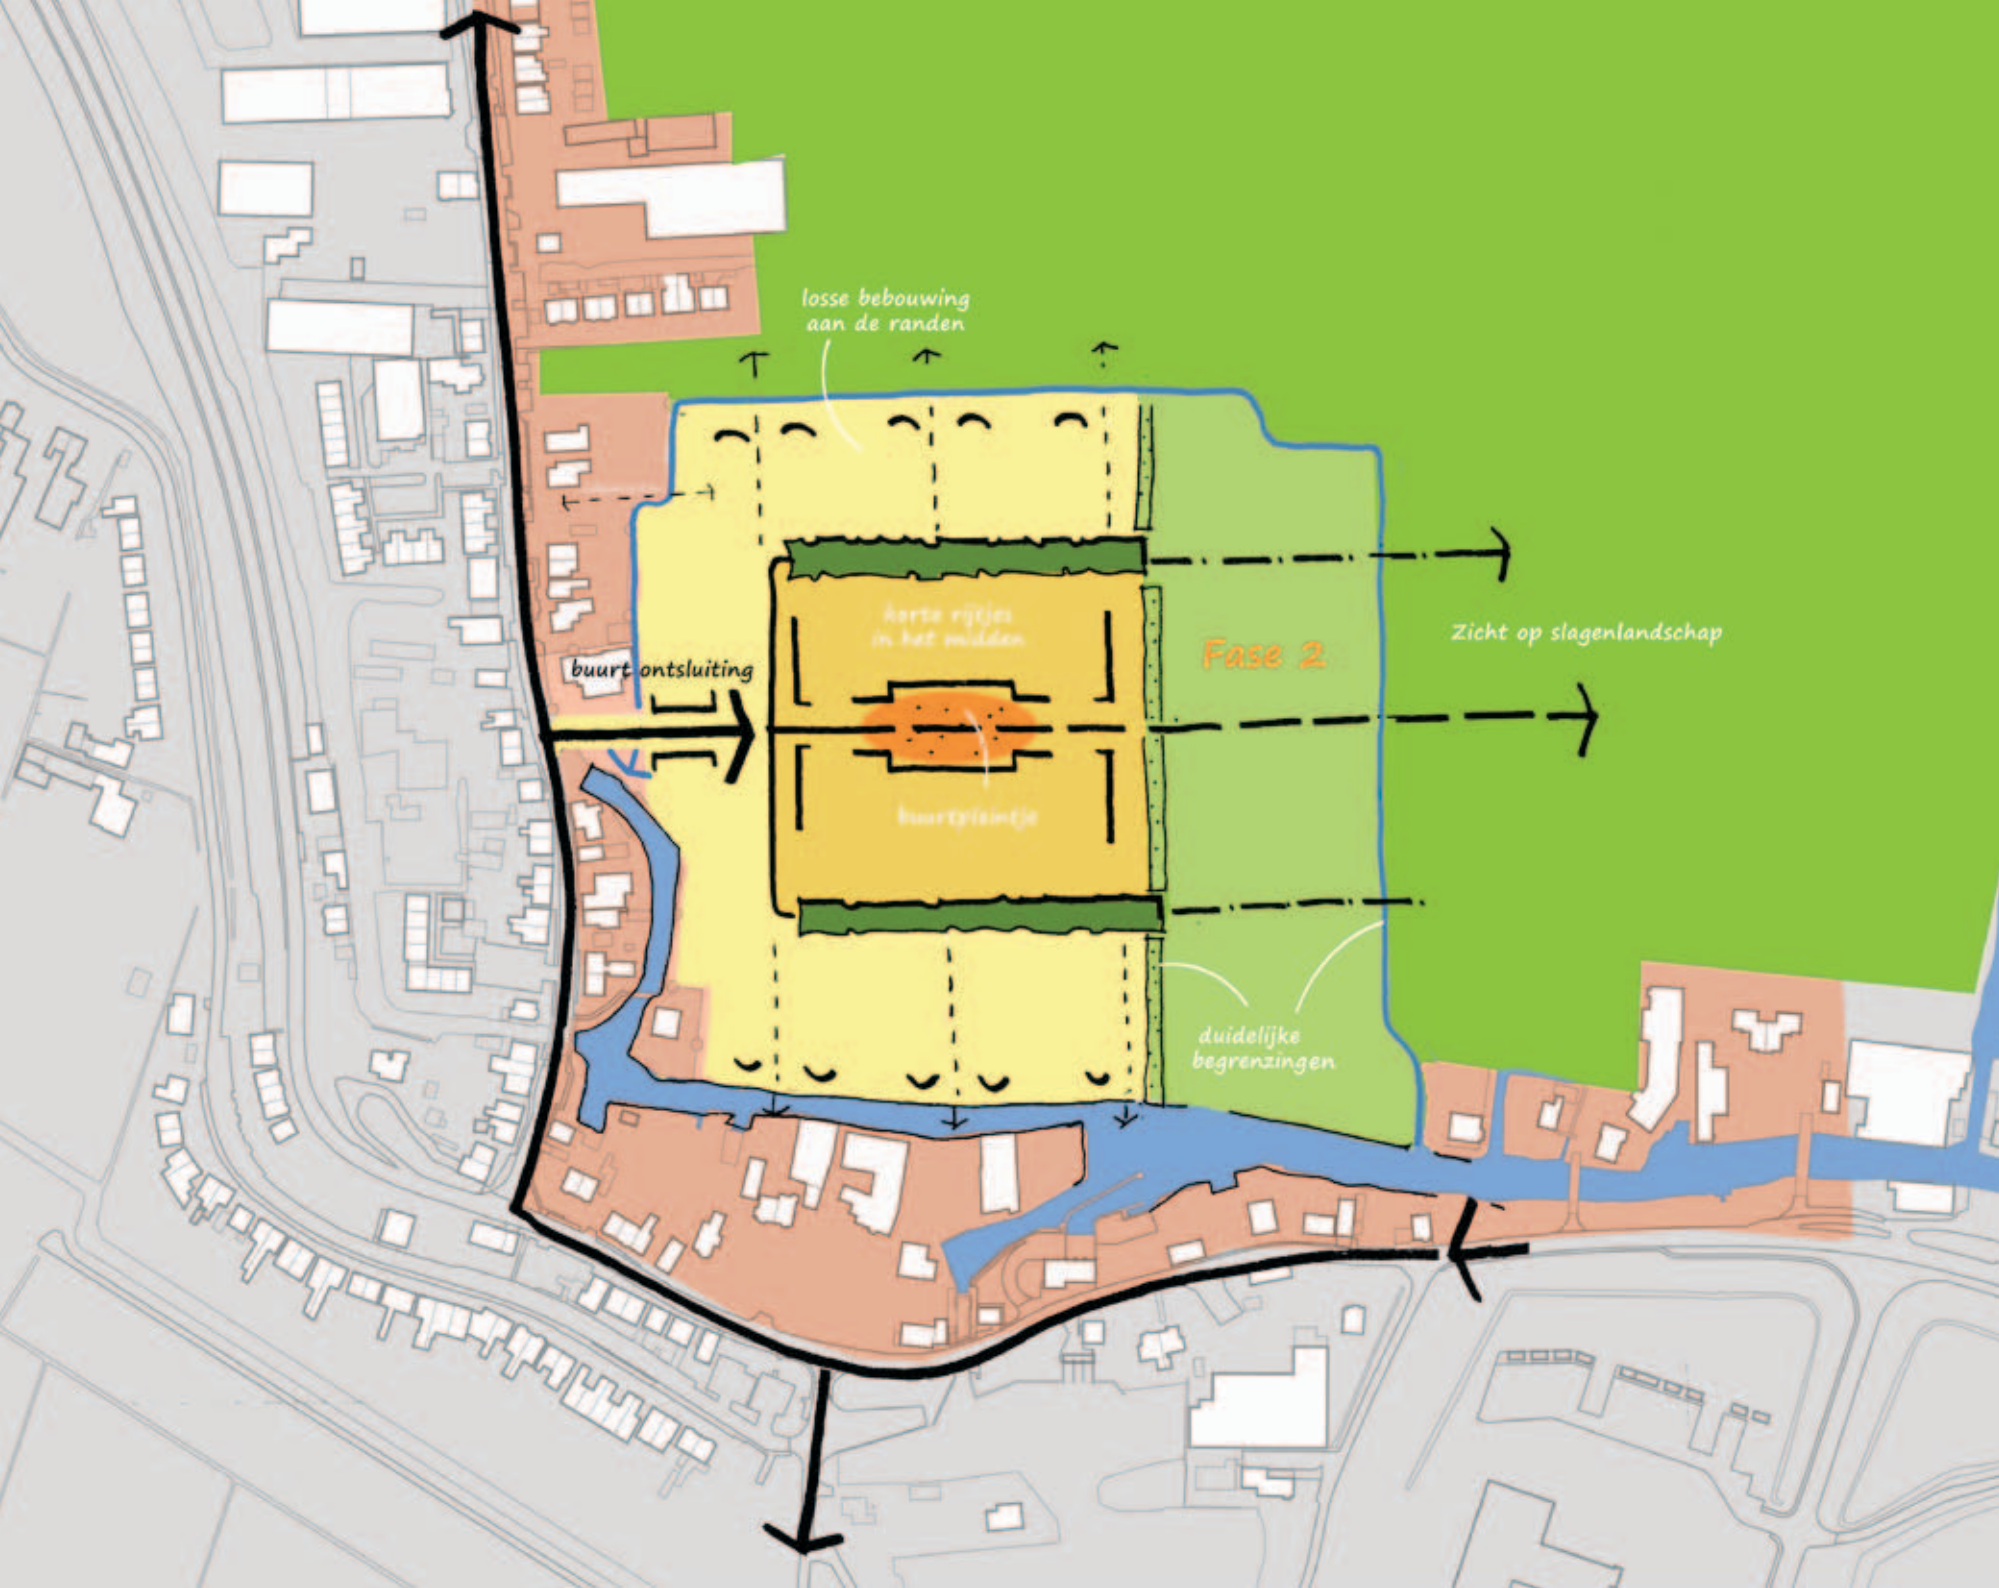 losse bebouwing
aan de randen
korte rijtjes
in het midden
Fase 2
Zicht op slagenlandschap
buurt ontsluiting
buurtpleintje
duidelijke
begrenzingen